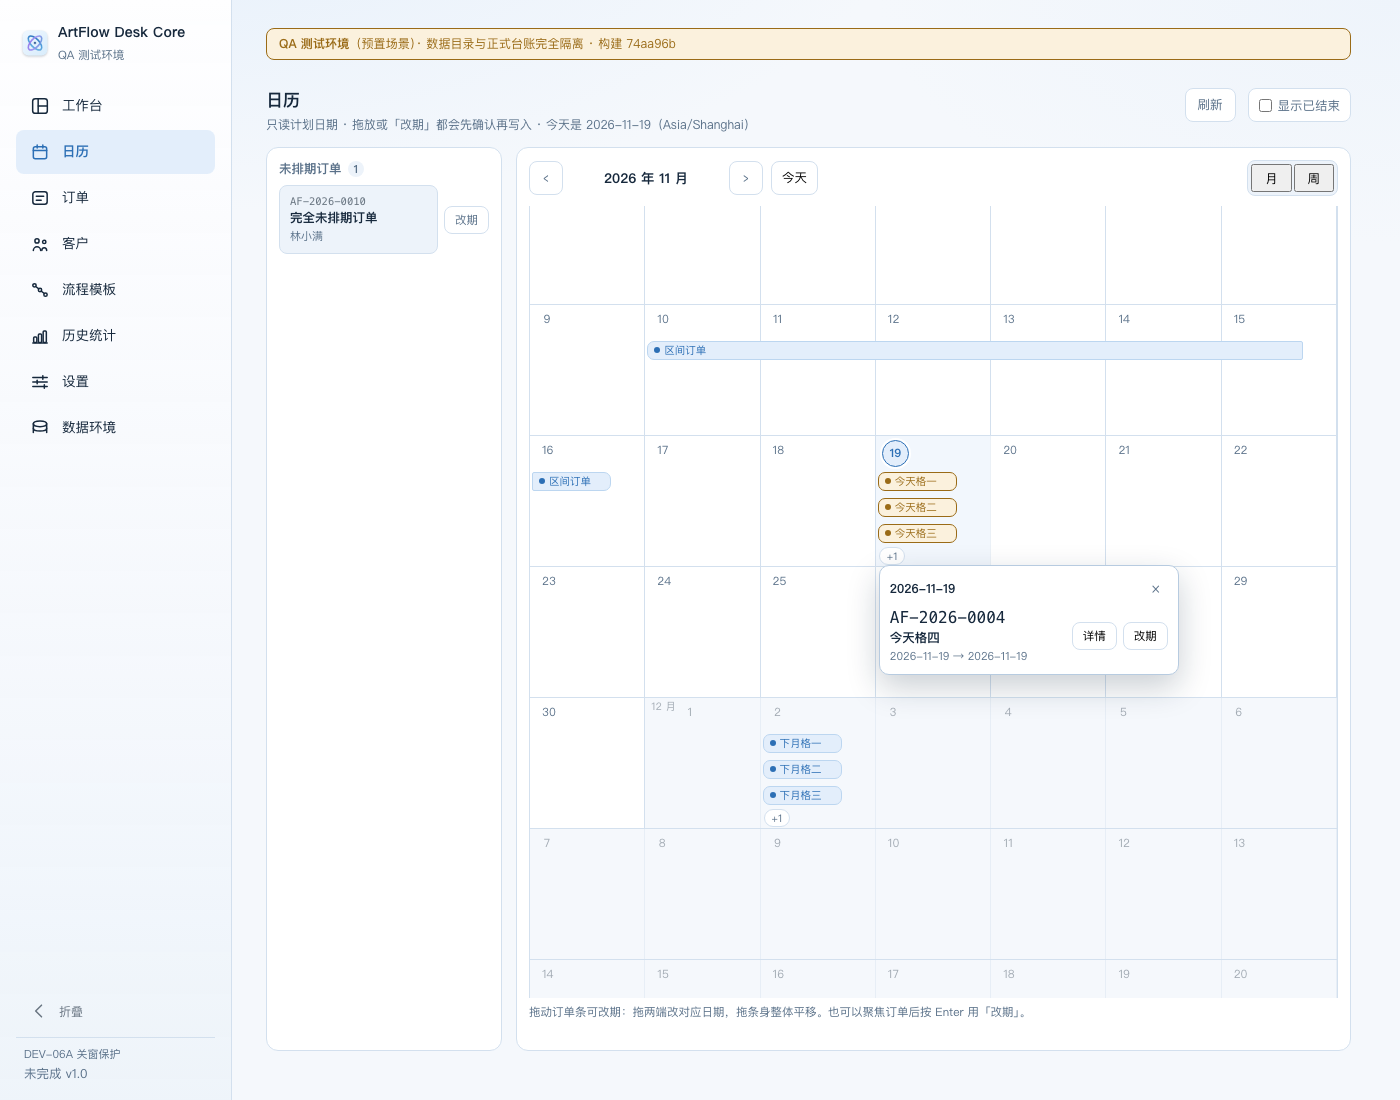 ArtFlow Desk Core
QA 测试环境
工作台
日历
订单
客户
流程模板
历史统计
设置
数据环境
折叠
DEV-06A 关窗保护
未完成 v1.0
QA 测试环境（预置场景）· 数据目录与正式台账完全隔离 · 构建 74aa96b
日历
只读计划日期 · 拖放或「改期」都会先确认再写入 · 今天是 2026-11-19（Asia/Shanghai）
刷新
显示已结束
未排期订单 1
AF-2026-0010
完全未排期订单
林小满
改期
2026 年 11 月
今天
月 周
9 10 11 12 13 14 15
区间订单
16 17 18 19 20 21 22
区间订单
今天格一
今天格二
今天格三
+1
23 24 25 29
2026-11-19 ×
AF-2026-0004
今天格四
2026-11-19 → 2026-11-19
详情 改期
30 12 月 1 2 3 4 5 6
下月格一
下月格二
下月格三
+1
7 8 9 10 11 12 13
14 15 16 17 18 19 20
拖动订单条可改期：拖两端改对应日期，拖条身整体平移。也可以聚焦订单后按 Enter 用「改期」。